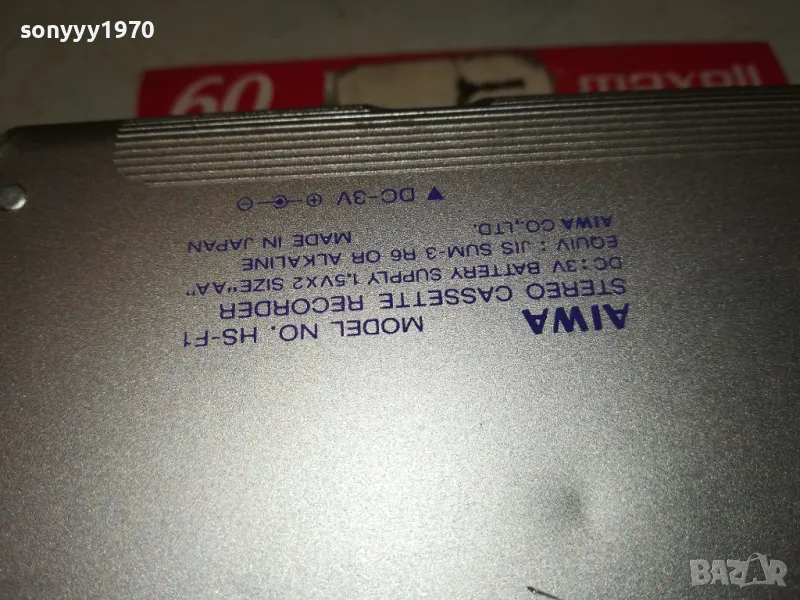 sonyyy1970
60
maxell
AIWA MODEL NO. HS-F1
STEREO CASSETTE RECORDER
DC:3V BATTERY SUPPLY 1.5VX2 SIZE"AA"
EQUIV : JIS SUM-3 R6 OR ALKALINE
AIWA CO.,LTD. MADE IN JAPAN
▼ DC-3V ⊕ ⊖
BAZAR